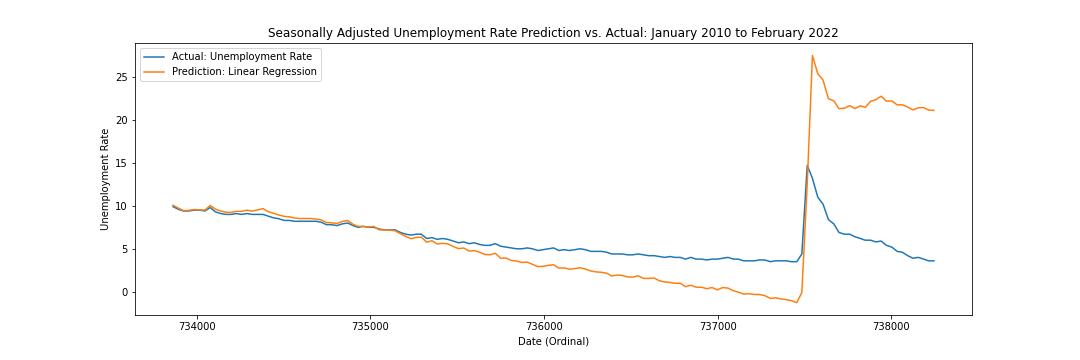 Seasonally Adjusted Unemployment Rate Prediction vs. Actual: January 2010 to February 2022
Actual: Unemployment Rate
Prediction: Linear Regression
Unemployment Rate
25
20
15
10
5
0
734000 735000 736000 737000 738000
Date (Ordinal)